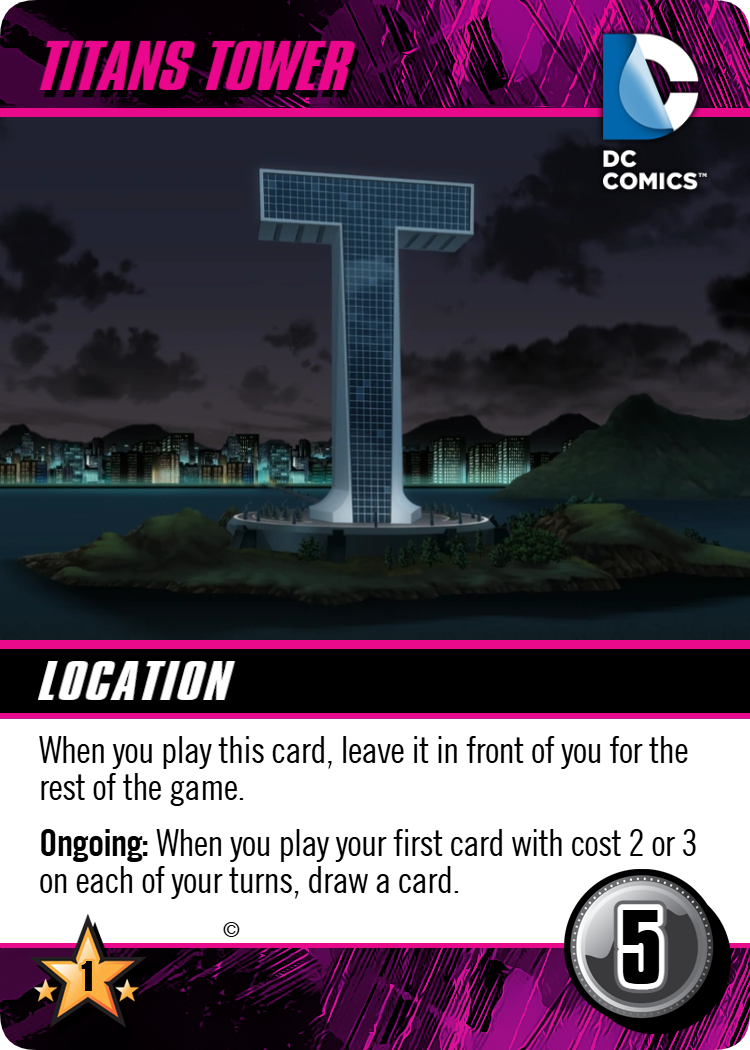 TITANS TOWER
DC
COMICS™
LOCATION
When you play this card, leave it in front of you for the
rest of the game.
Ongoing: When you play your first card with cost 2 or 3
on each of your turns, draw a card.
©
1
5